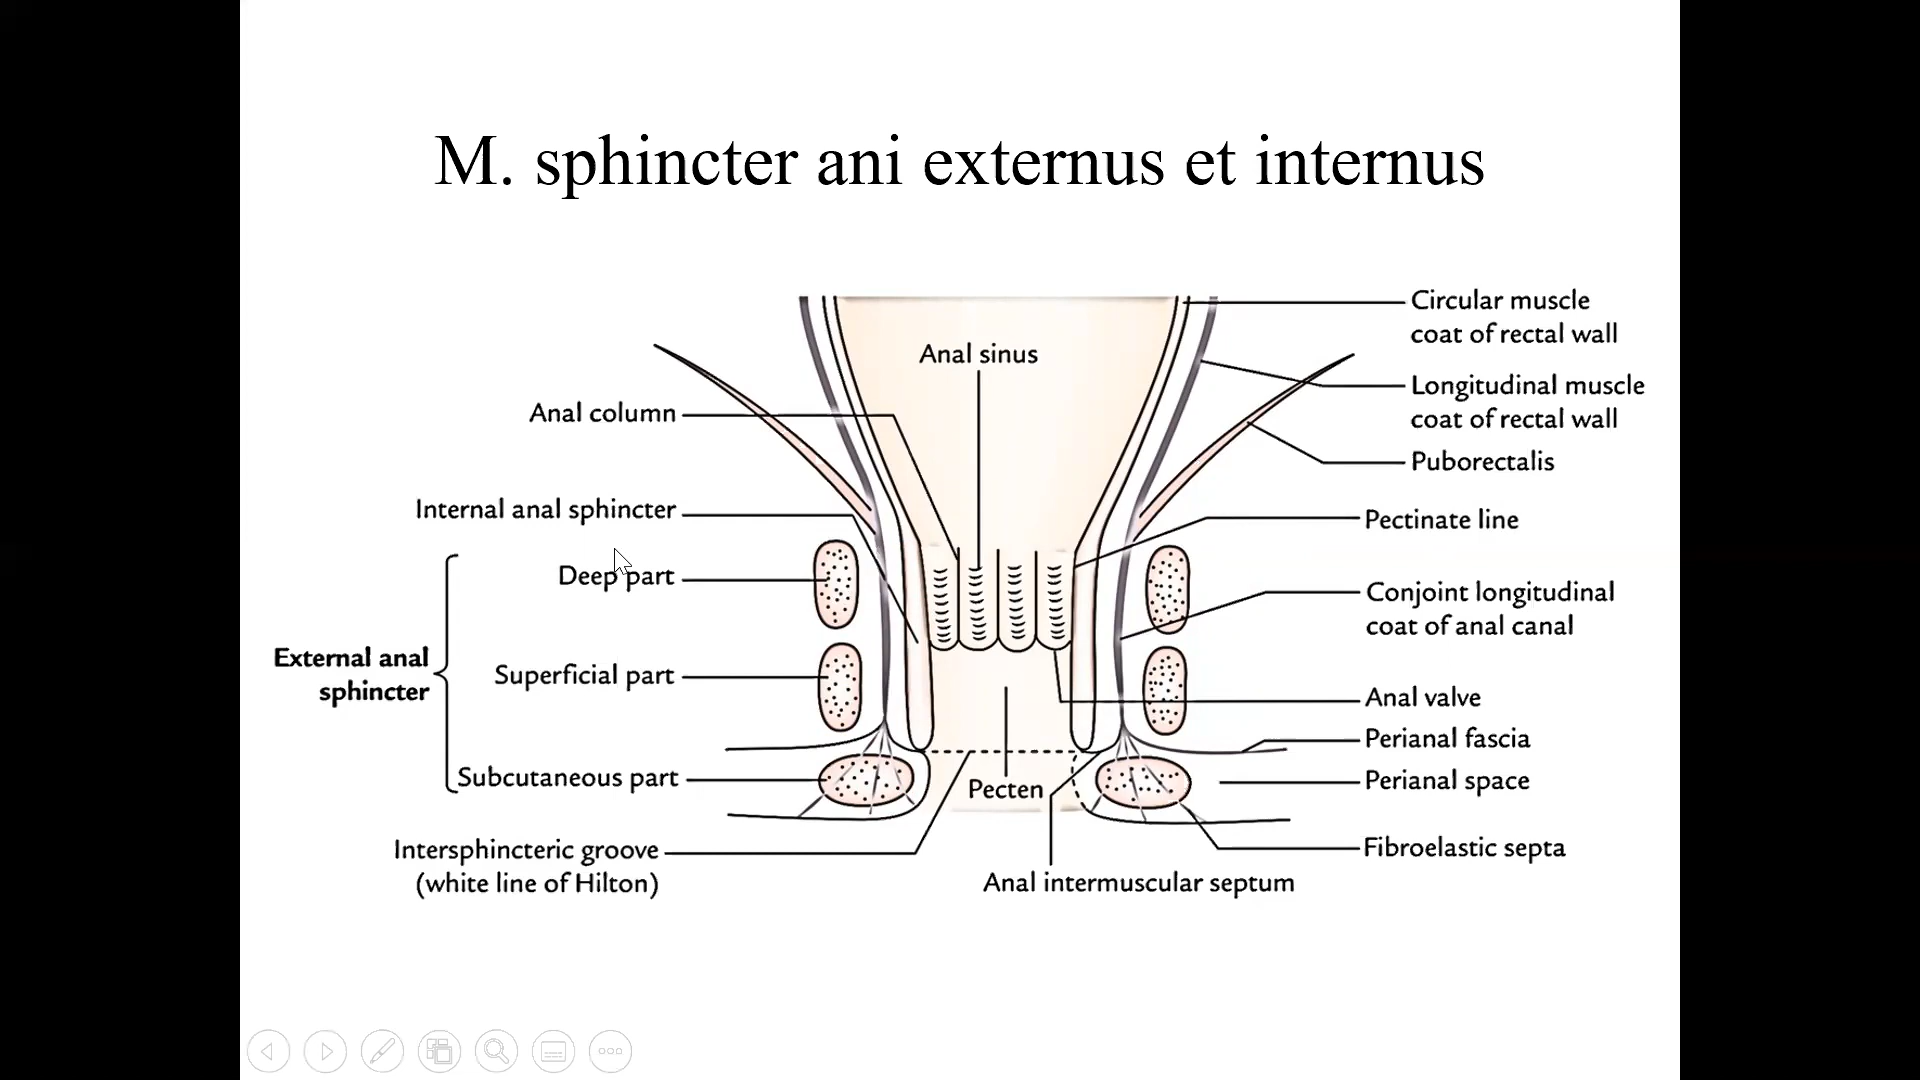 M. sphincter ani externus et internus
Circular muscle
coat of rectal wall
Anal sinus
Longitudinal muscle
coat of rectal wall
Anal column
Puborectalis
Internal anal sphincter
Pectinate line
Deep part
Conjoint longitudinal
coat of anal canal
External anal
sphincter
Superficial part
Anal valve
Perianal fascia
Subcutaneous part
Pecten
Perianal space
Intersphincteric groove
(white line of Hilton)
Fibroelastic septa
Anal intermuscular septum